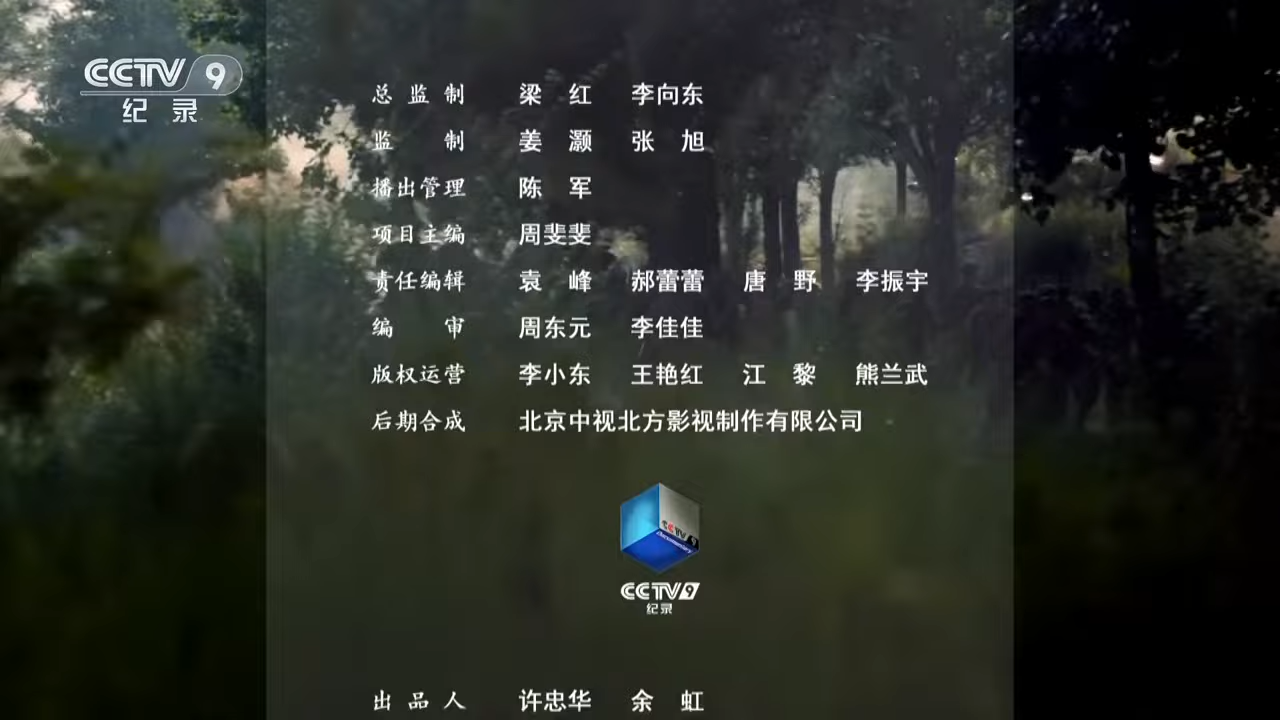 CCTV 9
纪录
总监制 梁红 李向东
监制 姜灏 张旭
播出管理 陈军
项目主编 周斐斐
责任编辑 袁峰 郝蕾蕾 唐野 李振宇
编审 周东元 李佳佳
版权运营 李小东 王艳红 江黎 熊兰武
后期合成 北京中视北方影视制作有限公司
CCTV 9
Documentary
CCTV 9
纪录
出品人 许忠华 余虹